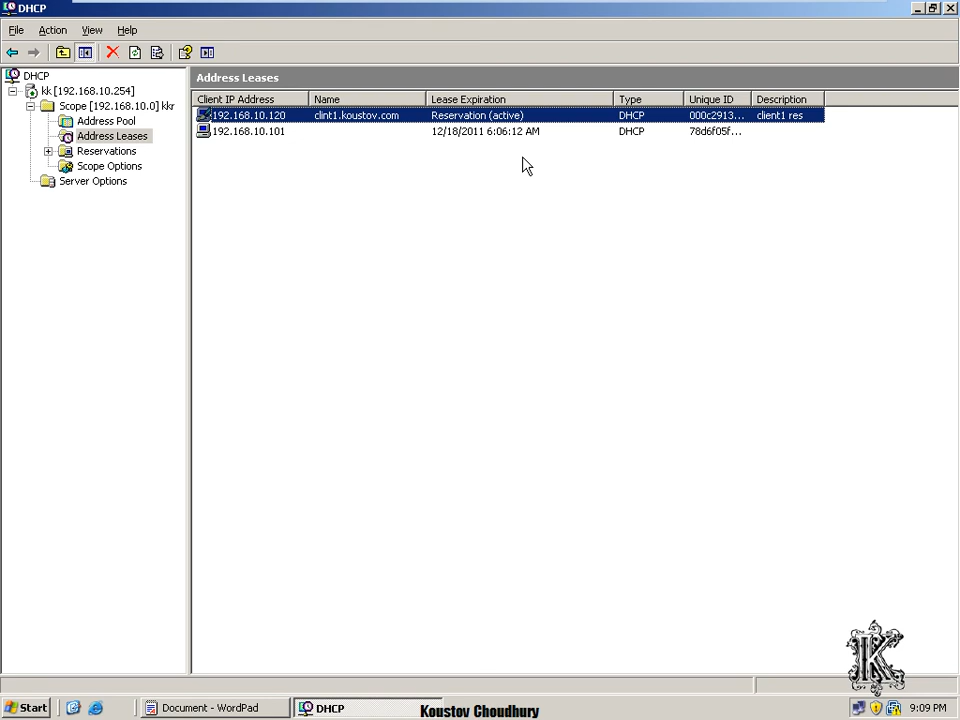 DHCP
File Action View Help
DHCP
kk [192.168.10.254]
Scope [192.168.10.0] kkr
Address Pool
Address Leases
Reservations
Scope Options
Server Options
Address Leases
Client IP Address Name Lease Expiration Type Unique ID Description
192.168.10.120 clint1.koustov.com Reservation (active) DHCP 000c2913... client1 res
192.168.10.101 12/18/2011 6:06:12 AM DHCP 78d6f05f...
K
Start Document - WordPad DHCP Koustov Choudhury 9:09 PM